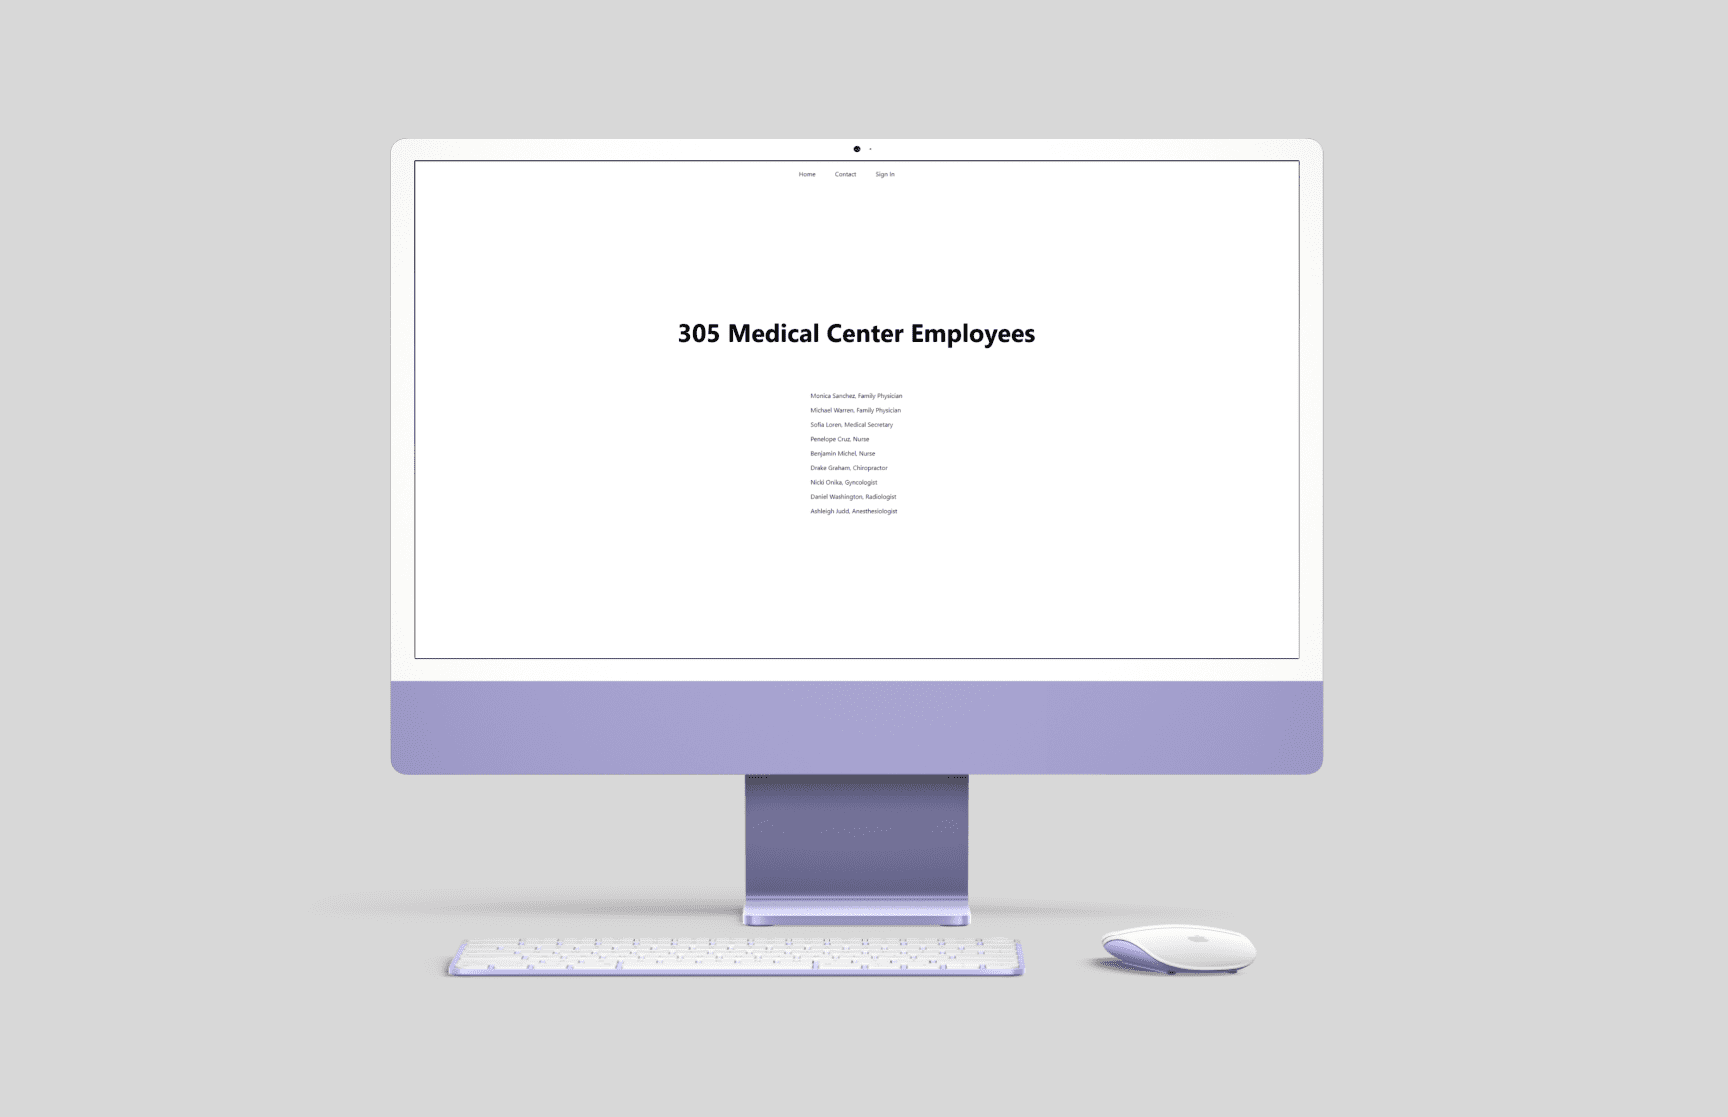 Home Contact Sign In
305 Medical Center Employees
Monica Sanchez, Family Physician
Michael Warren, Family Physician
Sofia Loren, Medical Secretary
Penelope Cruz, Nurse
Benjamin Michel, Nurse
Drake Graham, Chiropractor
Nicki Onika, Gyncologist
Daniel Washington, Radiologist
Ashleigh Judd, Anesthesiologist